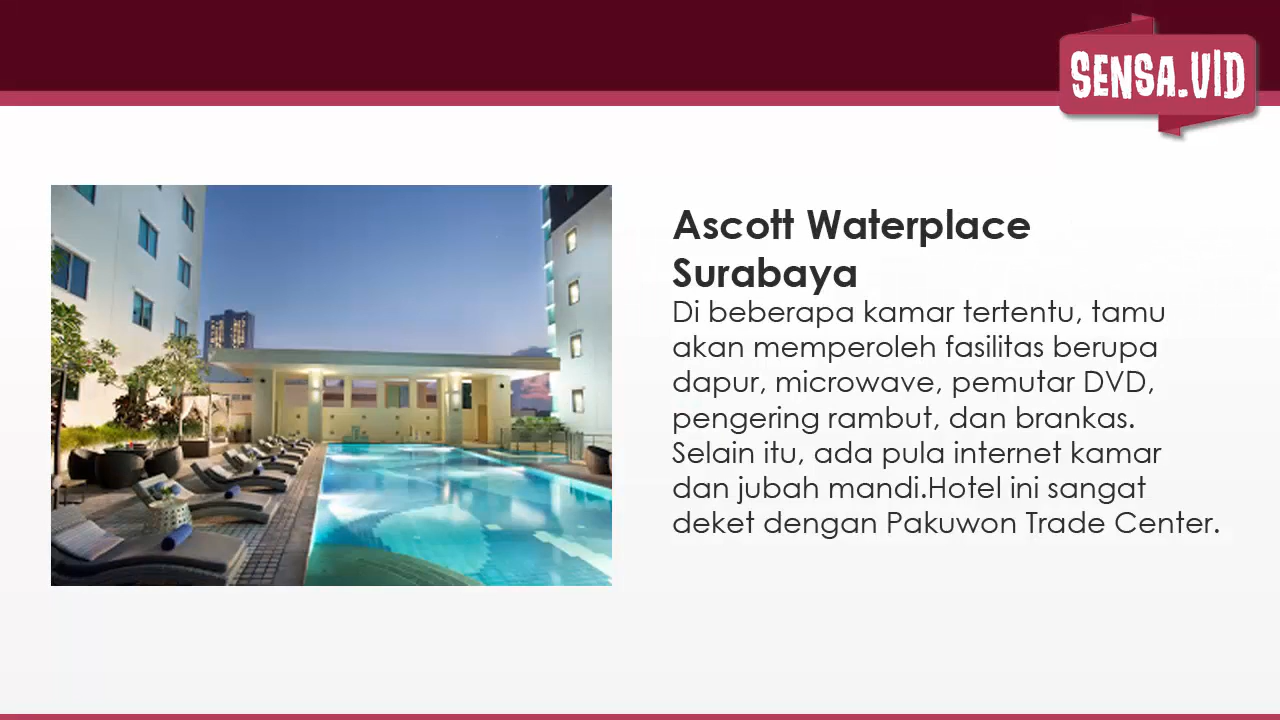 SENSA.VID
Ascott Waterplace
Surabaya
Di beberapa kamar tertentu, tamu
akan memperoleh fasilitas berupa
dapur, microwave, pemutar DVD,
pengering rambut, dan brankas.
Selain itu, ada pula internet kamar
dan jubah mandi.Hotel ini sangat
deket dengan Pakuwon Trade Center.